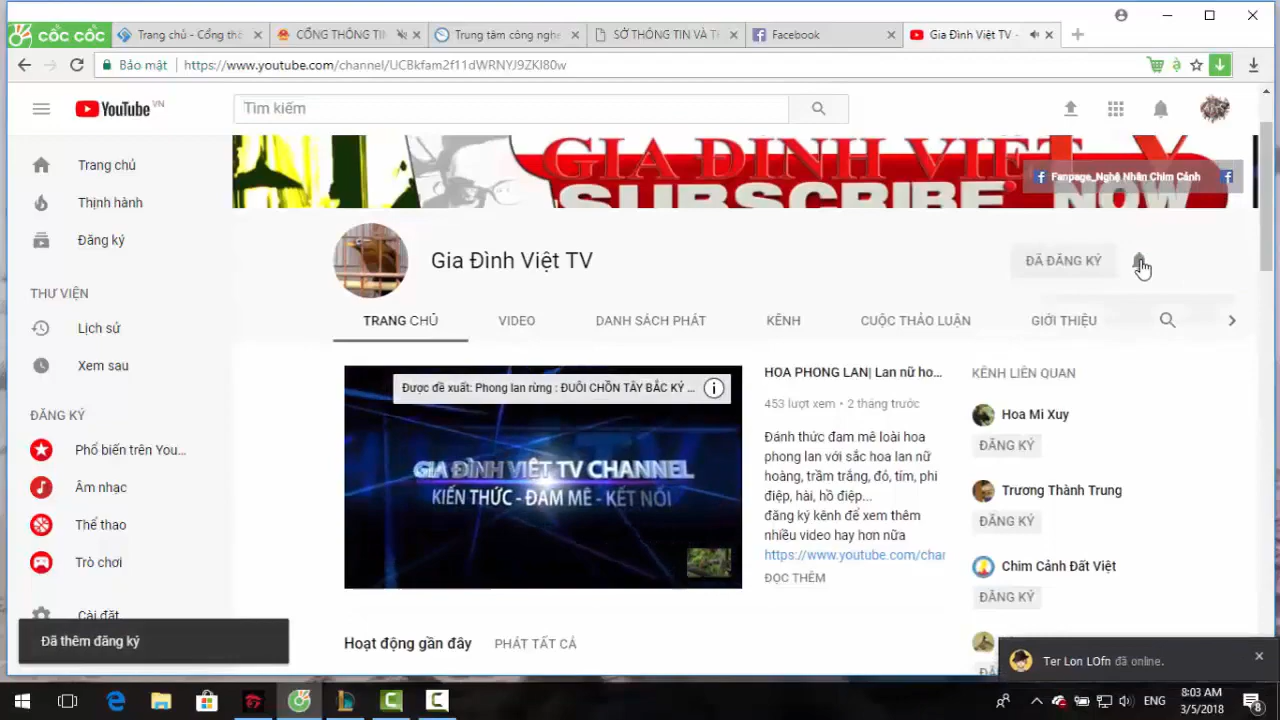 cốc cốc
Trang chủ - Cổng thô
CỔNG THÔNG TIN
Trung tâm công nghệ
SỞ THÔNG TIN VÀ T
Facebook
Gia Đình Việt TV -
Bảo mật
https://www.youtube.com/channel/UCBkfam2f11dWRNYJ9ZKl80w
YouTube VN
Tìm kiếm
Trang chủ
Thịnh hành
Đăng ký
THƯ VIỆN
Lịch sử
Xem sau
ĐĂNG KÝ
Phổ biến trên You...
Âm nhạc
Thể thao
Trò chơi
Cài đặt
Đã thêm đăng ký
GIA ĐÌNH VIỆT TV
SUBSCRIBE NOW
Fanpage_Nghệ Nhân Chim Cảnh
Gia Đình Việt TV
ĐÃ ĐĂNG KÝ
TRANG CHỦ
VIDEO
DANH SÁCH PHÁT
KÊNH
CUỘC THẢO LUẬN
GIỚI THIỆU
Được đề xuất: Phong lan rừng : ĐUÔI CHỒN TÂY BẮC KỲ ...
GIA ĐÌNH VIỆT TV CHANNEL
KIẾN THỨC - ĐAM MÊ - KẾT NỐI
HOA PHONG LAN| Lan nữ ho...
453 lượt xem • 2 tháng trước
Đánh thức đam mê loài hoa
phong lan với sắc hoa lan nữ
hoàng, trầm trắng, đỏ, tím, phi
điệp, hài, hồ điệp...
đăng ký kênh để xem thêm
nhiều video hay hơn nữa
https://www.youtube.com/char
ĐỌC THÊM
KÊNH LIÊN QUAN
Hoa Mi Xuy
ĐĂNG KÝ
Trương Thành Trung
ĐĂNG KÝ
Chim Cảnh Đất Việt
ĐĂNG KÝ
Hoạt động gần đây
PHÁT TẤT CẢ
Ter Lon LOfn đã online.
ENG
8:03 AM
3/5/2018
8